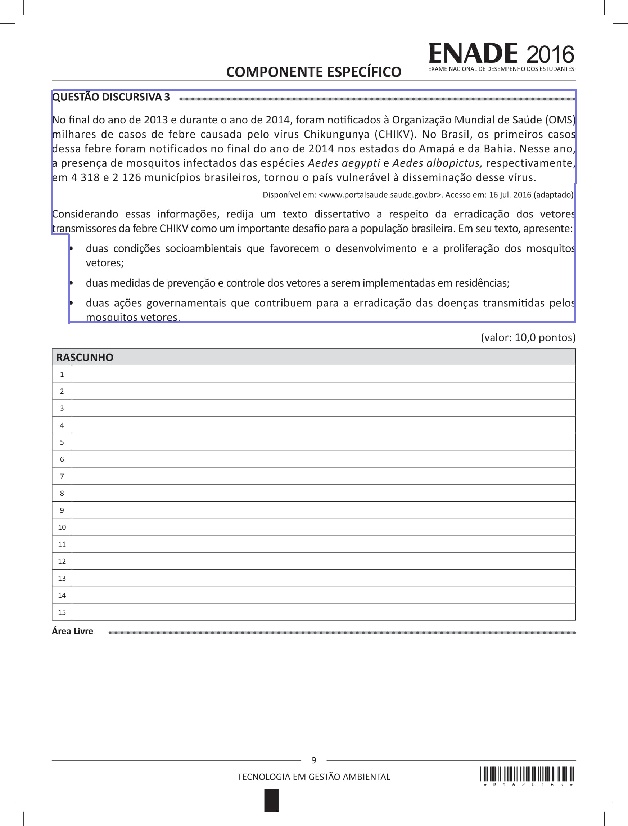 ENADE 2016
EXAME NACIONAL DE DESEMPENHO DOS ESTUDANTES
COMPONENTE ESPECÍFICO
QUESTÃO DISCURSIVA 3
No final do ano de 2013 e durante o ano de 2014, foram notificados à Organização Mundial de Saúde (OMS)
milhares de casos de febre causada pelo vírus Chikungunya (CHIKV). No Brasil, os primeiros casos
dessa febre foram notificados no final do ano de 2014 nos estados do Amapá e da Bahia. Nesse ano,
a presença de mosquitos infectados das espécies Aedes aegypti e Aedes albopictus, respectivamente,
em 4 318 e 2 126 municípios brasileiros, tornou o país vulnerável à disseminação desse vírus.
Disponível em: <www.portalsaude.saude.gov.br>. Acesso em: 16 jul. 2016 (adaptado)
Considerando essas informações, redija um texto dissertativo a respeito da erradicação dos vetores
transmissores da febre CHIKV como um importante desafio para a população brasileira. Em seu texto, apresente:
• duas condições socioambientais que favorecem o desenvolvimento e a proliferação dos mosquitos
vetores;
• duas medidas de prevenção e controle dos vetores a serem implementadas em residências;
• duas ações governamentais que contribuem para a erradicação das doenças transmitidas pelos
mosquitos vetores.
(valor: 10,0 pontos)
RASCUNHO
1
2
3
4
5
6
7
8
9
10
11
12
13
14
15
Área Livre
9
TECNOLOGIA EM GESTÃO AMBIENTAL